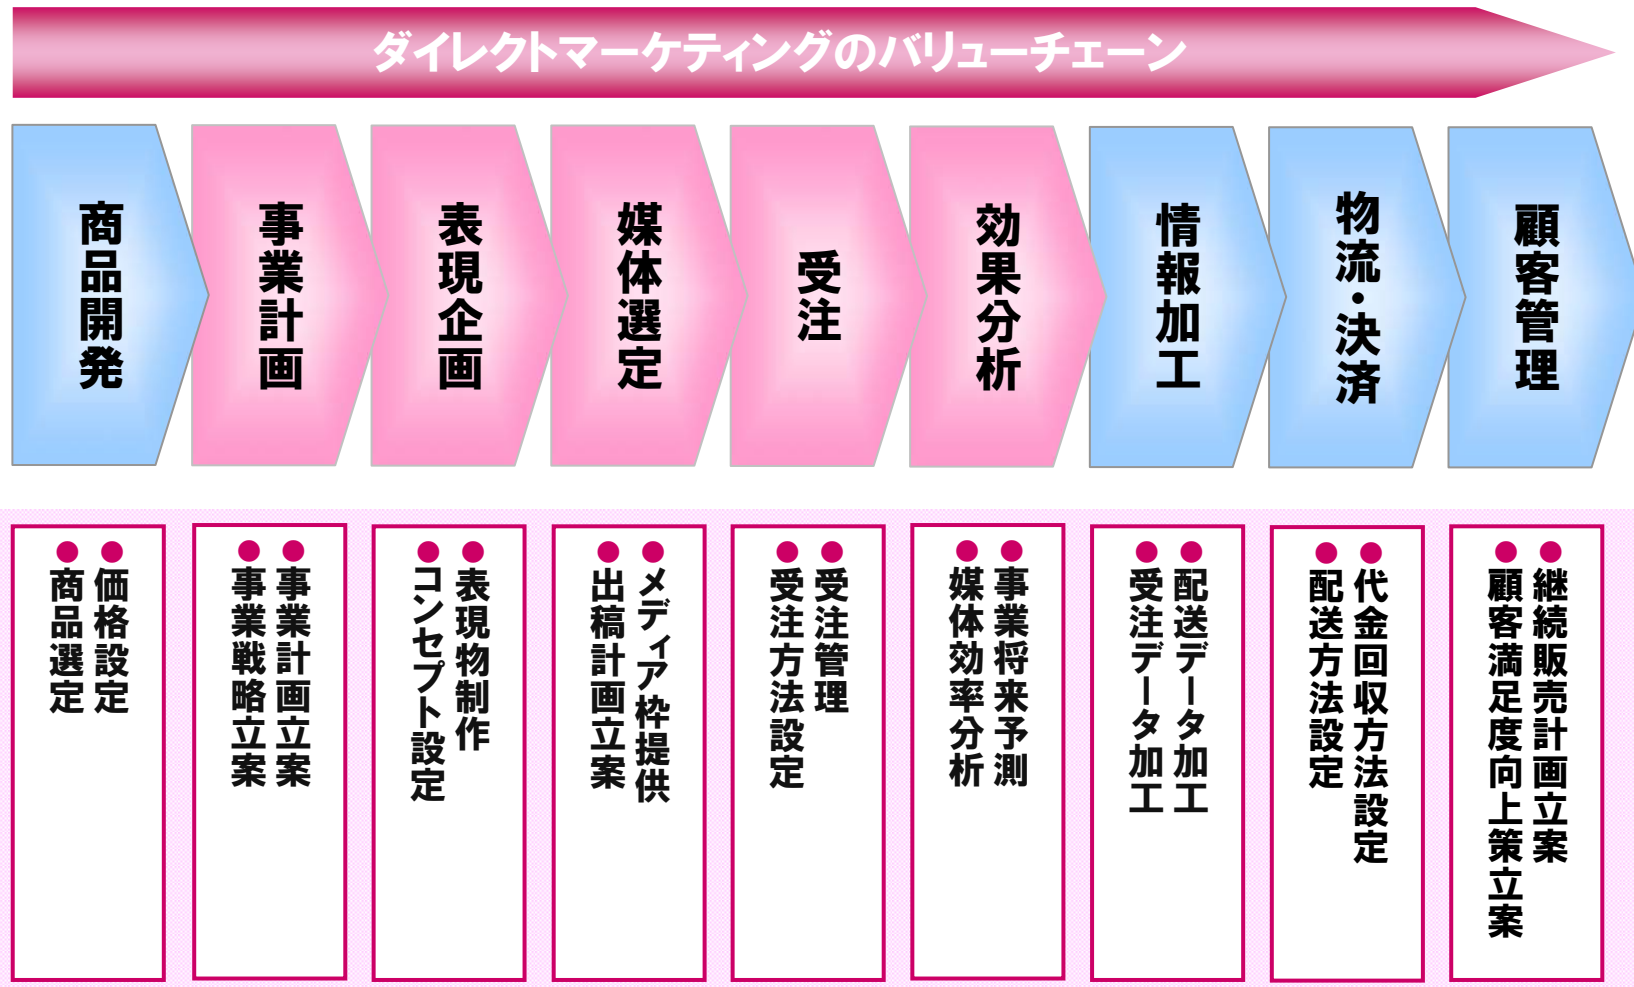 ダイレクトマーケティングのバリューチェーン
商品開発
事業計画
表現企画
媒体選定
受注
効果分析
情報加工
物流・決済
顧客管理
●価格設定
●商品選定
●事業計画立案
●事業戦略立案
●表現物制作
●コンセプト設定
●メディア枠提供
●出稿計画立案
●受注管理
●受注方法設定
●事業将来予測
●媒体効率分析
●配送データ加工
●受注データ加工
●代金回収方法設定
●配送方法設定
●継続販売計画立案
●顧客満足度向上策立案